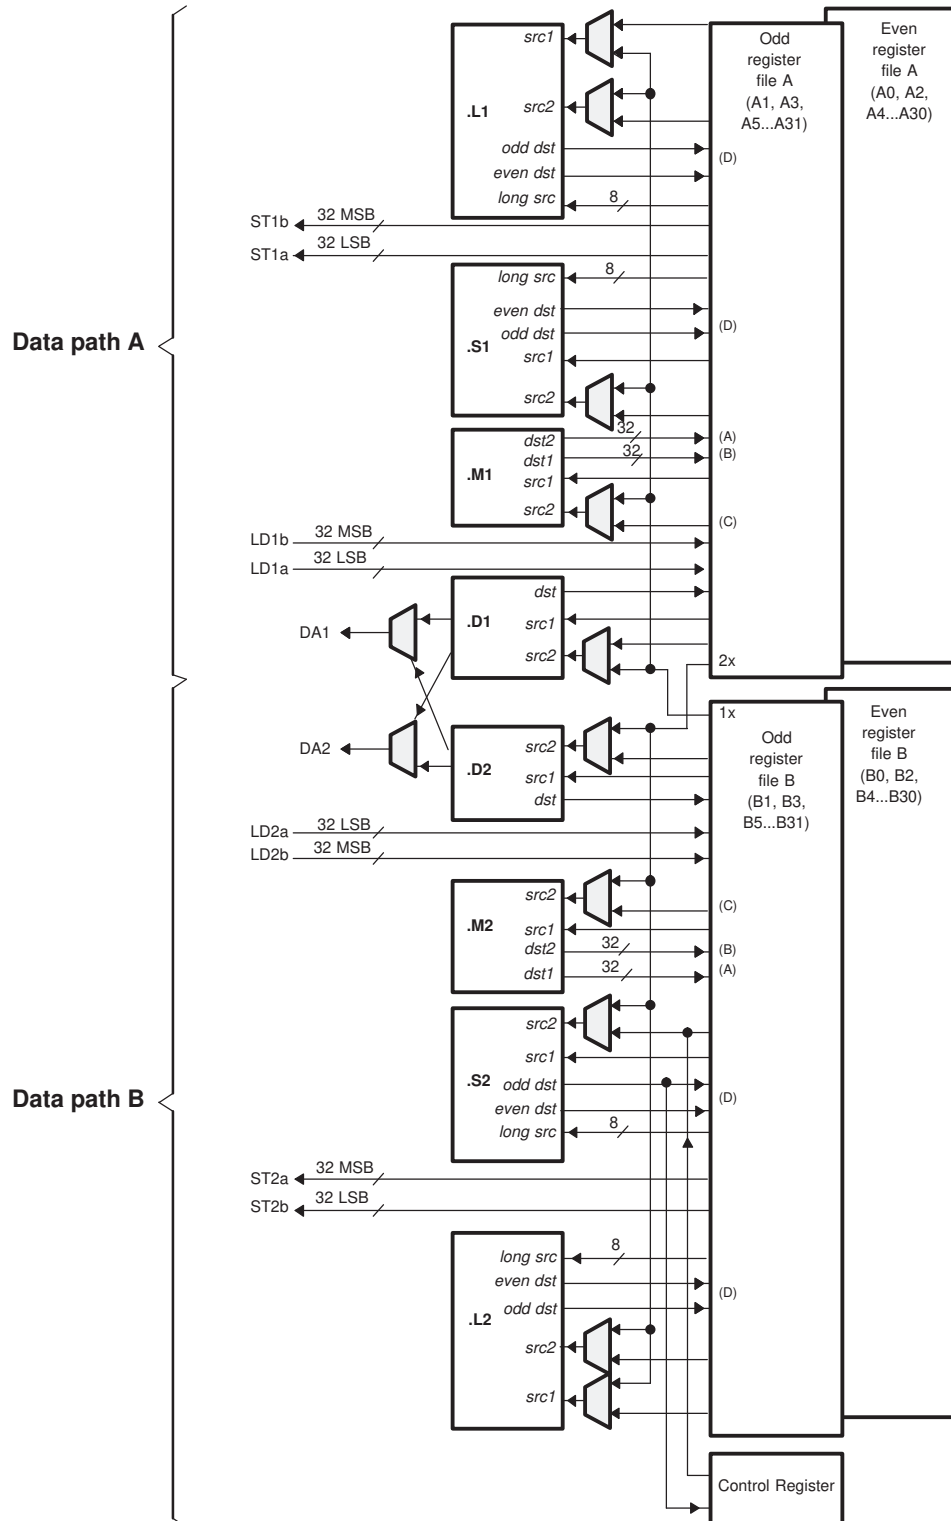 Even
register
file A
(A0, A2,
A4...A30)
Odd
register
file A
(A1, A3,
A5...A31)
src1
.L1
src2
odd dst
(D)
even dst
long src
8
ST1b
32 MSB
ST1a
32 LSB
long src
8
even dst
(D)
odd dst
Data path A
.S1
src1
src2
32
dst2
(A)
32
dst1
(B)
.M1
src1
src2
(C)
LD1b
32 MSB
LD1a
32 LSB
dst
.D1
src1
DA1
src2
2x
1x
Even
register
file B
(B0, B2,
B4...B30)
Odd
register
file B
(B1, B3,
B5...B31)
DA2
src2
.D2
src1
dst
LD2a
32 LSB
LD2b
32 MSB
src2
(C)
.M2
src1
dst2
32
(B)
dst1
32
(A)
src2
src1
.S2
odd dst
(D)
Data path B
even dst
long src
8
ST2a
32 MSB
ST2b
32 LSB
long src
8
even dst
(D)
odd dst
.L2
src2
src1
Control Register